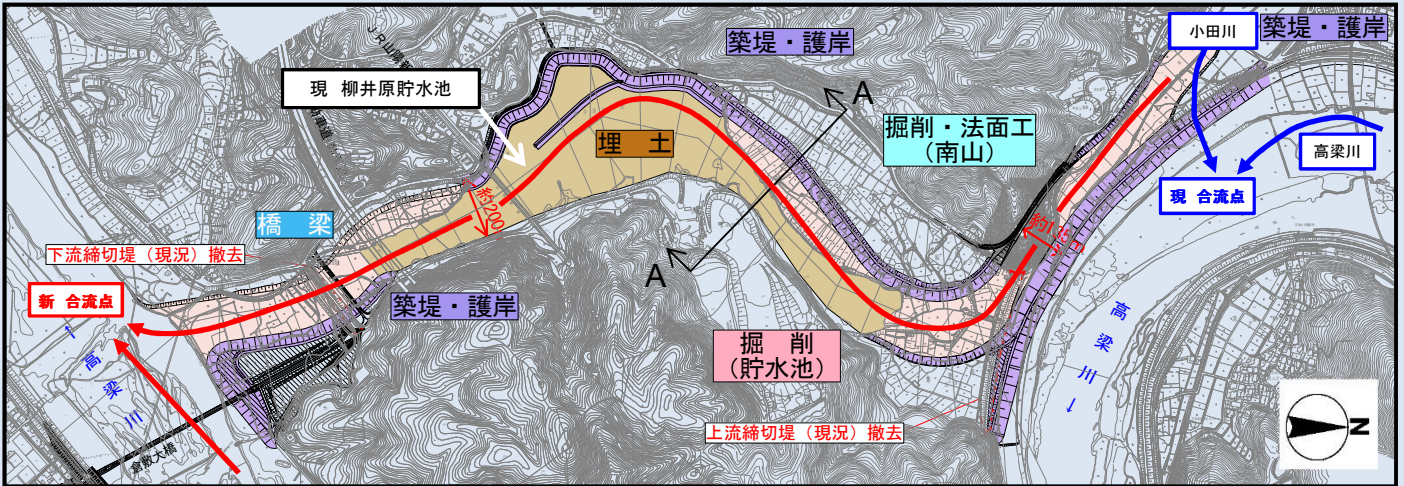 築堤・護岸
小田川
築堤・護岸
現 柳井原貯水池
A
埋 土
掘削・法面工
(南山)
高梁川
現 合流点
約200
橋 梁
下流締切堤（現況）撤去
A
新 合流点
築堤・護岸
掘 削
(貯水池)
高梁川
←
高梁川
→
上流締切堤（現況）撤去
倉敷大橋
N